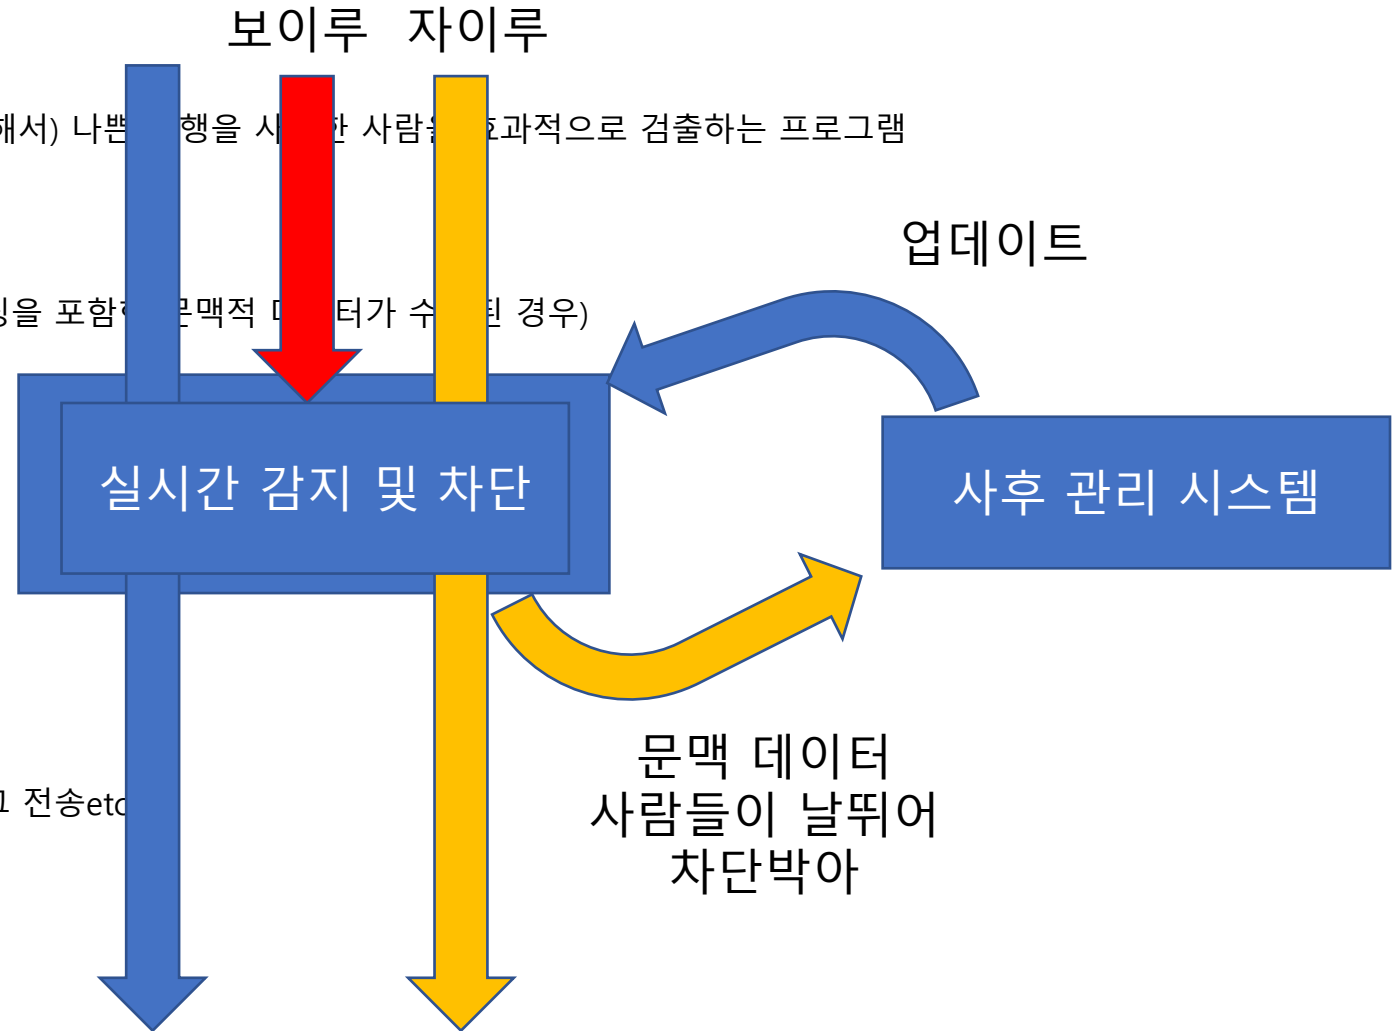 보이루 자이루
해서) 나쁜 행을 사 한 사람을 효과적으로 검출하는 프로그램
업데이트
을 포함 문맥적 터가 수 된 경우)
실시간 감지 및 차단
사후 관리 시스템
문맥 데이터
사람들이 날뛰어
차단박아
전송etc